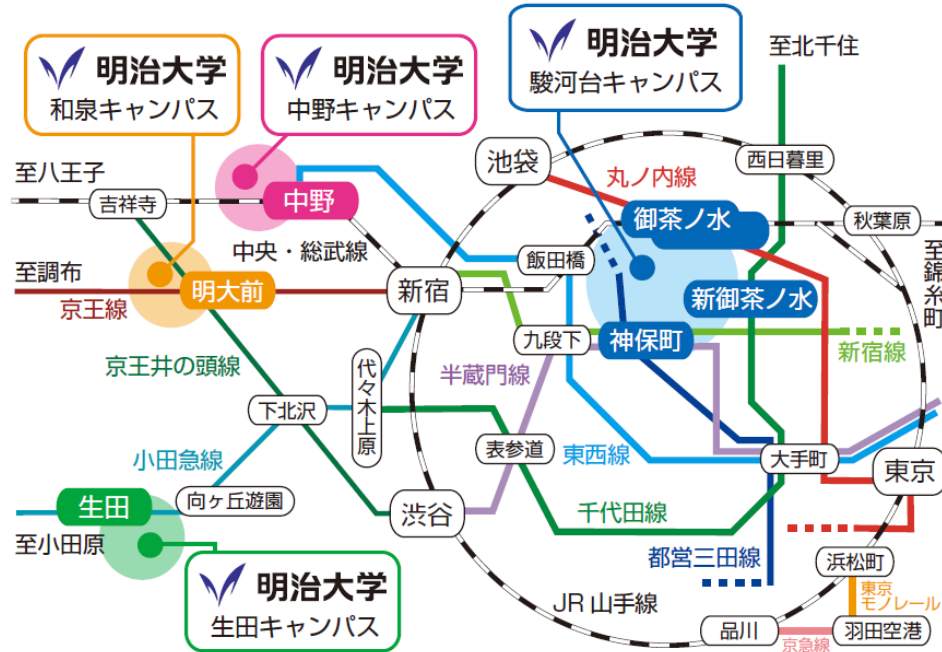 明治大学
和泉キャンパス
明治大学
中野キャンパス
明治大学
駿河台キャンパス
至北千住
至八王子
吉祥寺
中野
池袋
丸ノ内線
西日暮里
御茶ノ水
秋葉原
中央・総武線
飯田橋
至錦糸町
至調布
明大前
新宿
新御茶ノ水
京王線
九段下
神保町
新宿線
京王井の頭線
半蔵門線
代々木上原
下北沢
小田急線
表参道
東西線
大手町
東京
生田
向ヶ丘遊園
渋谷
千代田線
至小田原
都営三田線
浜松町
明治大学
生田キャンパス
JR山手線
東京
モノレール
品川
羽田空港
京急線